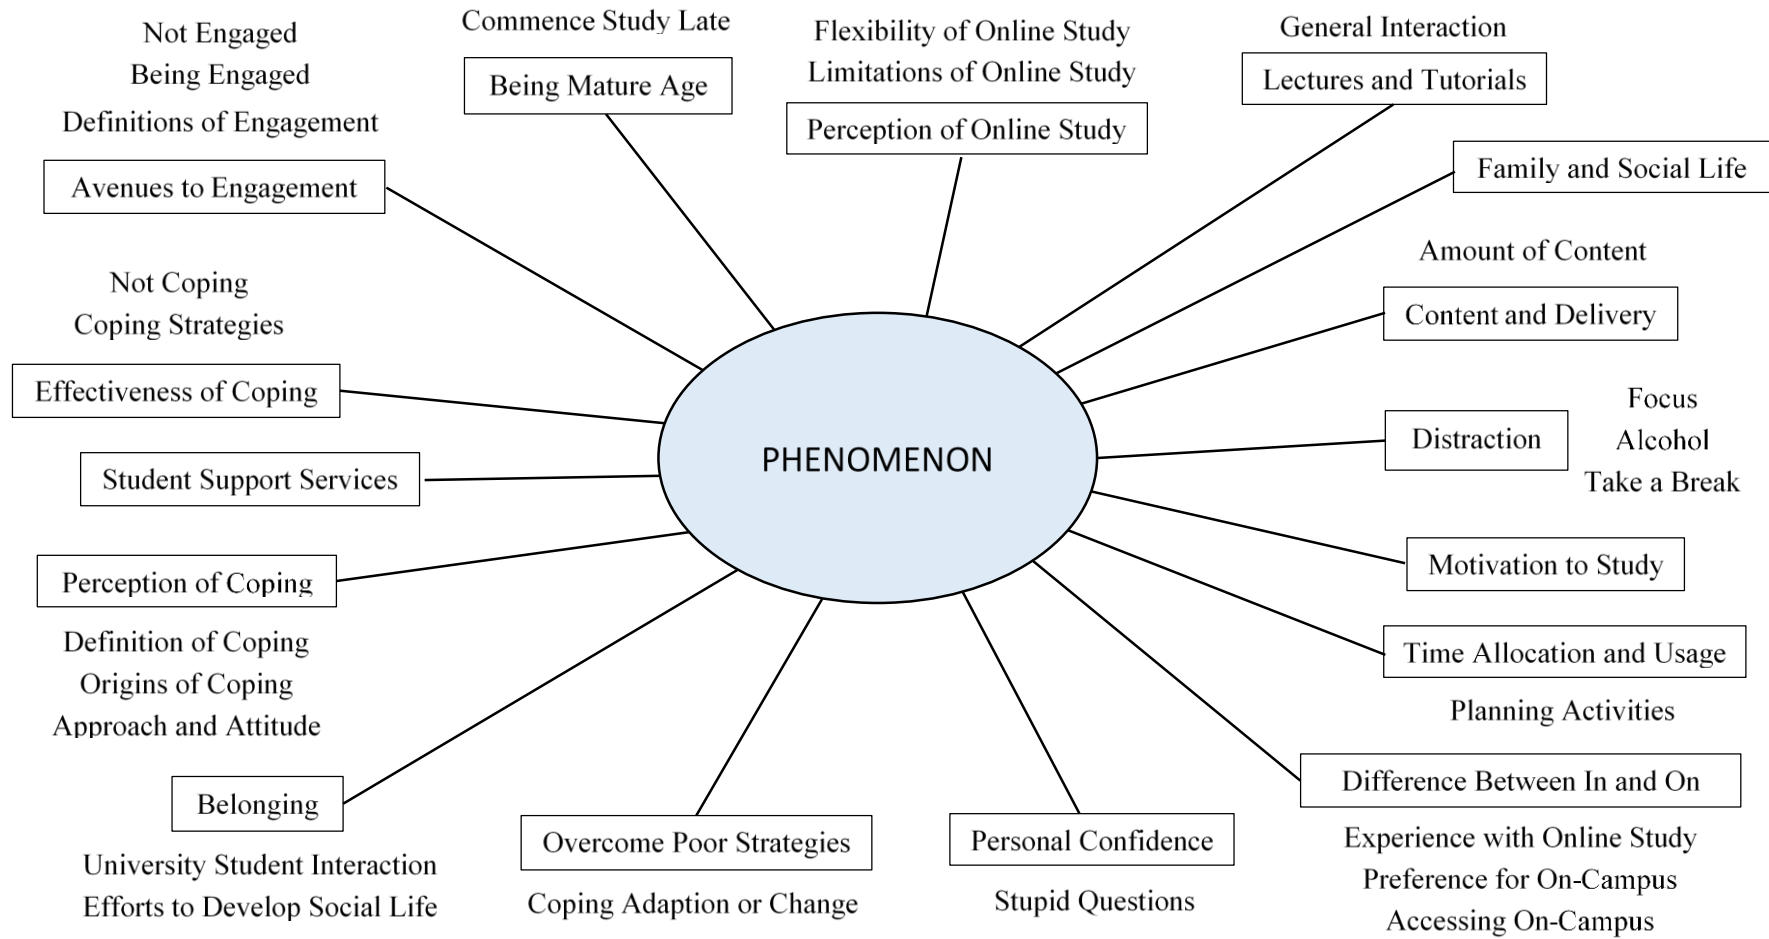 Not Engaged
Being Engaged
Definitions of Engagement
Avenues to Engagement
Commence Study Late
Being Mature Age
Flexibility of Online Study
Limitations of Online Study
Perception of Online Study
General Interaction
Lectures and Tutorials
Family and Social Life
Amount of Content
Content and Delivery
Not Coping
Coping Strategies
Effectiveness of Coping
Student Support Services
PHENOMENON
Distraction
Focus
Alcohol
Take a Break
Motivation to Study
Time Allocation and Usage
Planning Activities
Perception of Coping
Definition of Coping
Origins of Coping
Approach and Attitude
Belonging
University Student Interaction
Efforts to Develop Social Life
Overcome Poor Strategies
Coping Adaption or Change
Personal Confidence
Stupid Questions
Difference Between In and On
Experience with Online Study
Preference for On-Campus
Accessing On-Campus